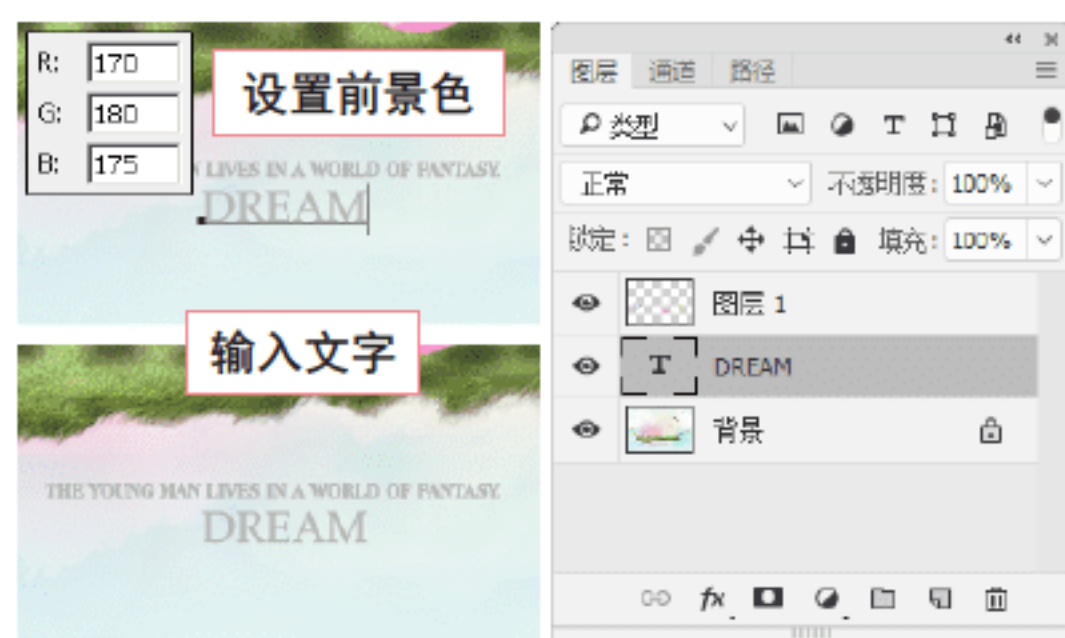 R: 170
G: 180
B: 175
设置前景色
LIVES IN A WORLD OF FANTASY.
DREAM
输入文字
THE YOUNG MAN LIVES IN A WORLD OF FANTASY.
DREAM
图层 通道 路径
类型
正常 不透明度: 100%
锁定: 填充: 100%
图层 1
T DREAM
背景
fx